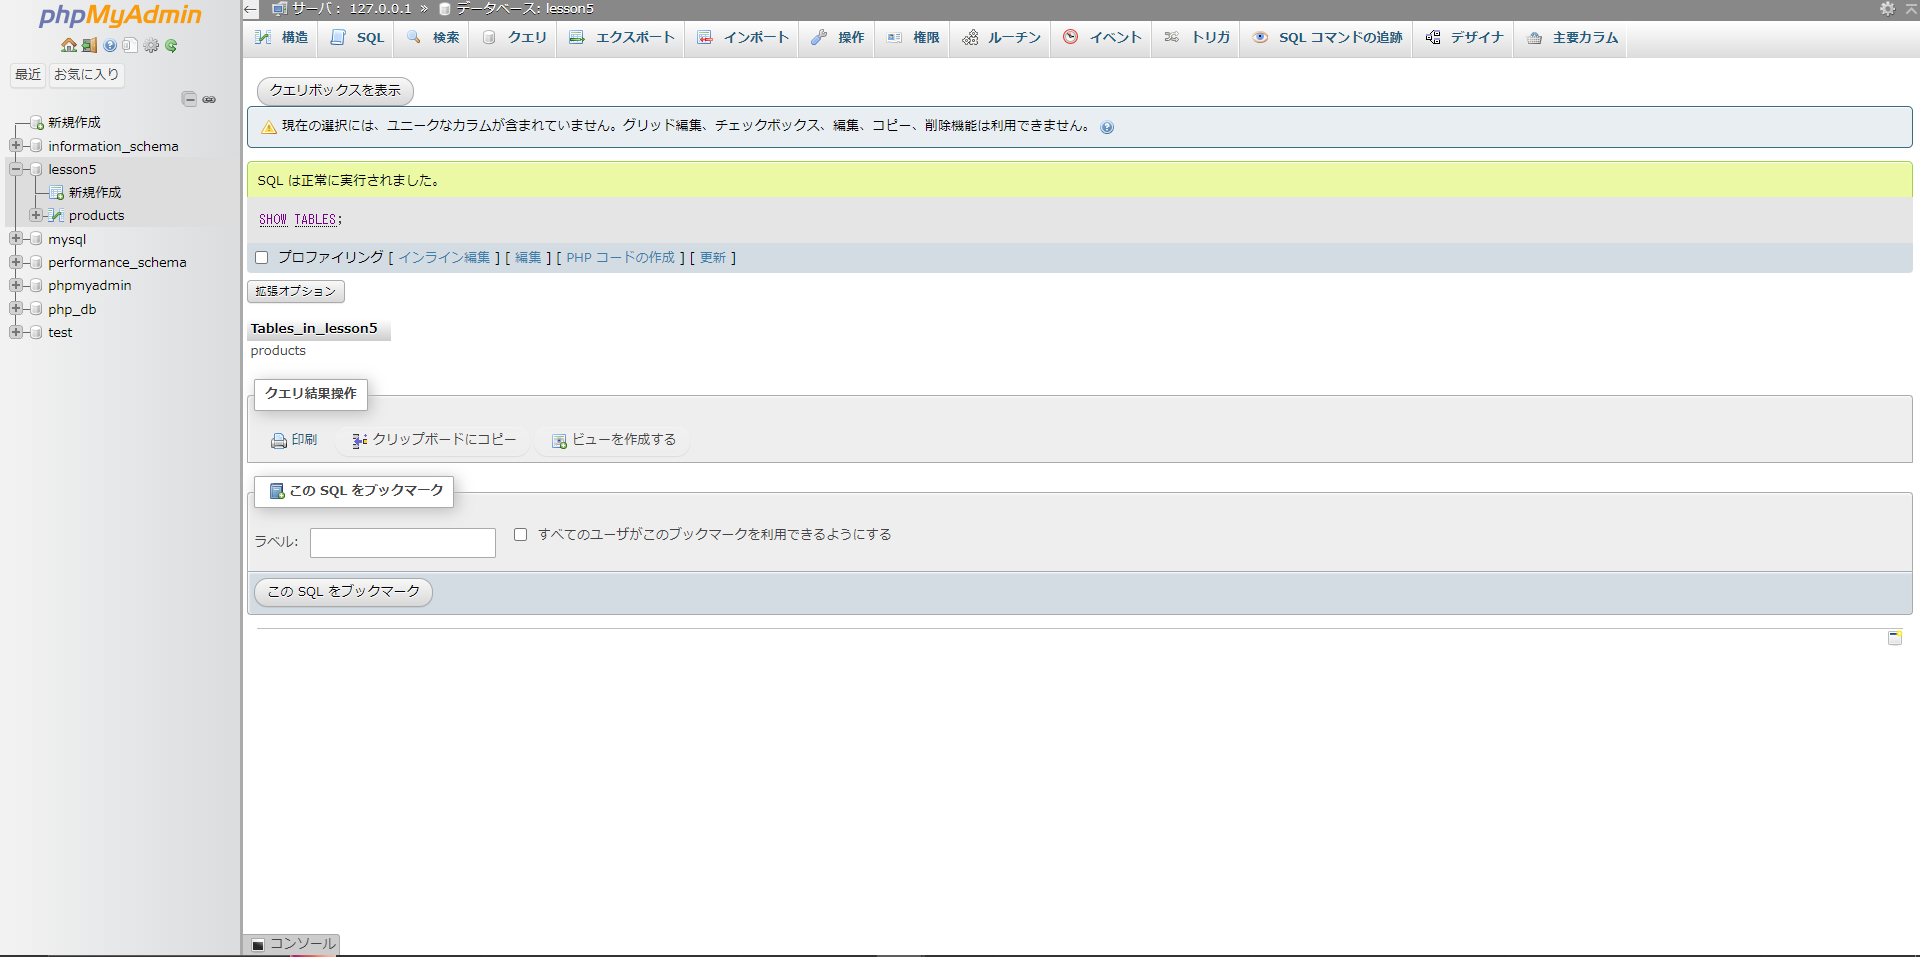 phpMyAdmin
最近 お気に入り
新規作成
information_schema
lesson5
新規作成
products
mysql
performance_schema
phpmyadmin
php_db
test
サーバ: 127.0.0.1 » データベース: lesson5
構造 SQL 検索 クエリ エクスポート インポート 操作 権限 ルーチン イベント トリガ SQL コマンドの追跡 デザイナ 主要カラム
クエリボックスを表示
現在の選択には、ユニークなカラムが含まれていません。グリッド編集、チェックボックス、編集、コピー、削除機能は利用できません。
SQL は正常に実行されました。
SHOW TABLES;
プロファイリング [ インライン編集 ] [ 編集 ] [ PHP コードの作成 ] [ 更新 ]
拡張オプション
Tables_in_lesson5
products
クエリ結果操作
印刷 クリップボードにコピー ビューを作成する
この SQL をブックマーク
ラベル: すべてのユーザがこのブックマークを利用できるようにする
この SQL をブックマーク
コンソール